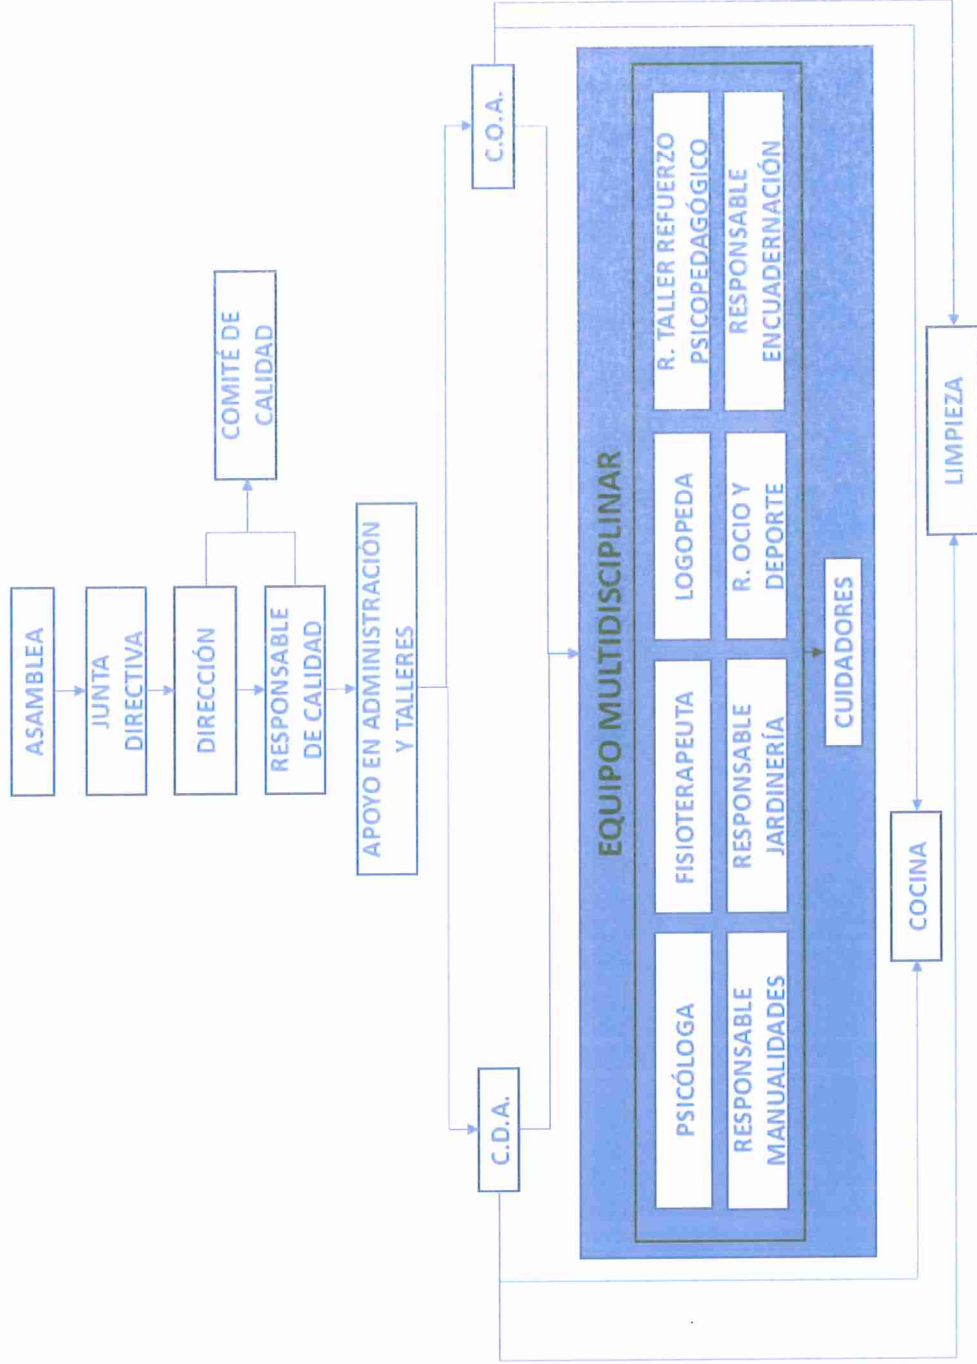 ASAMBLEA
JUNTA
DIRECTIVA
DIRECCIÓN
COMITÉ DE
CALIDAD
RESPONSABLE
DE CALIDAD
APOYO EN ADMINISTRACIÓN
Y TALLERES
C.D.A.
C.O.A.
EQUIPO MULTIDISCIPLINAR
PSICÓLOGA
FISIOTERAPEUTA
LOGOPEDA
R. TALLER REFUERZO
PSICOPEDAGÓGICO
RESPONSABLE
MANUALIDADES
RESPONSABLE
JARDINERÍA
R. OCIO Y
DEPORTE
RESPONSABLE
ENCUADERNACIÓN
CUIDADORES
COCINA
LIMPIEZA